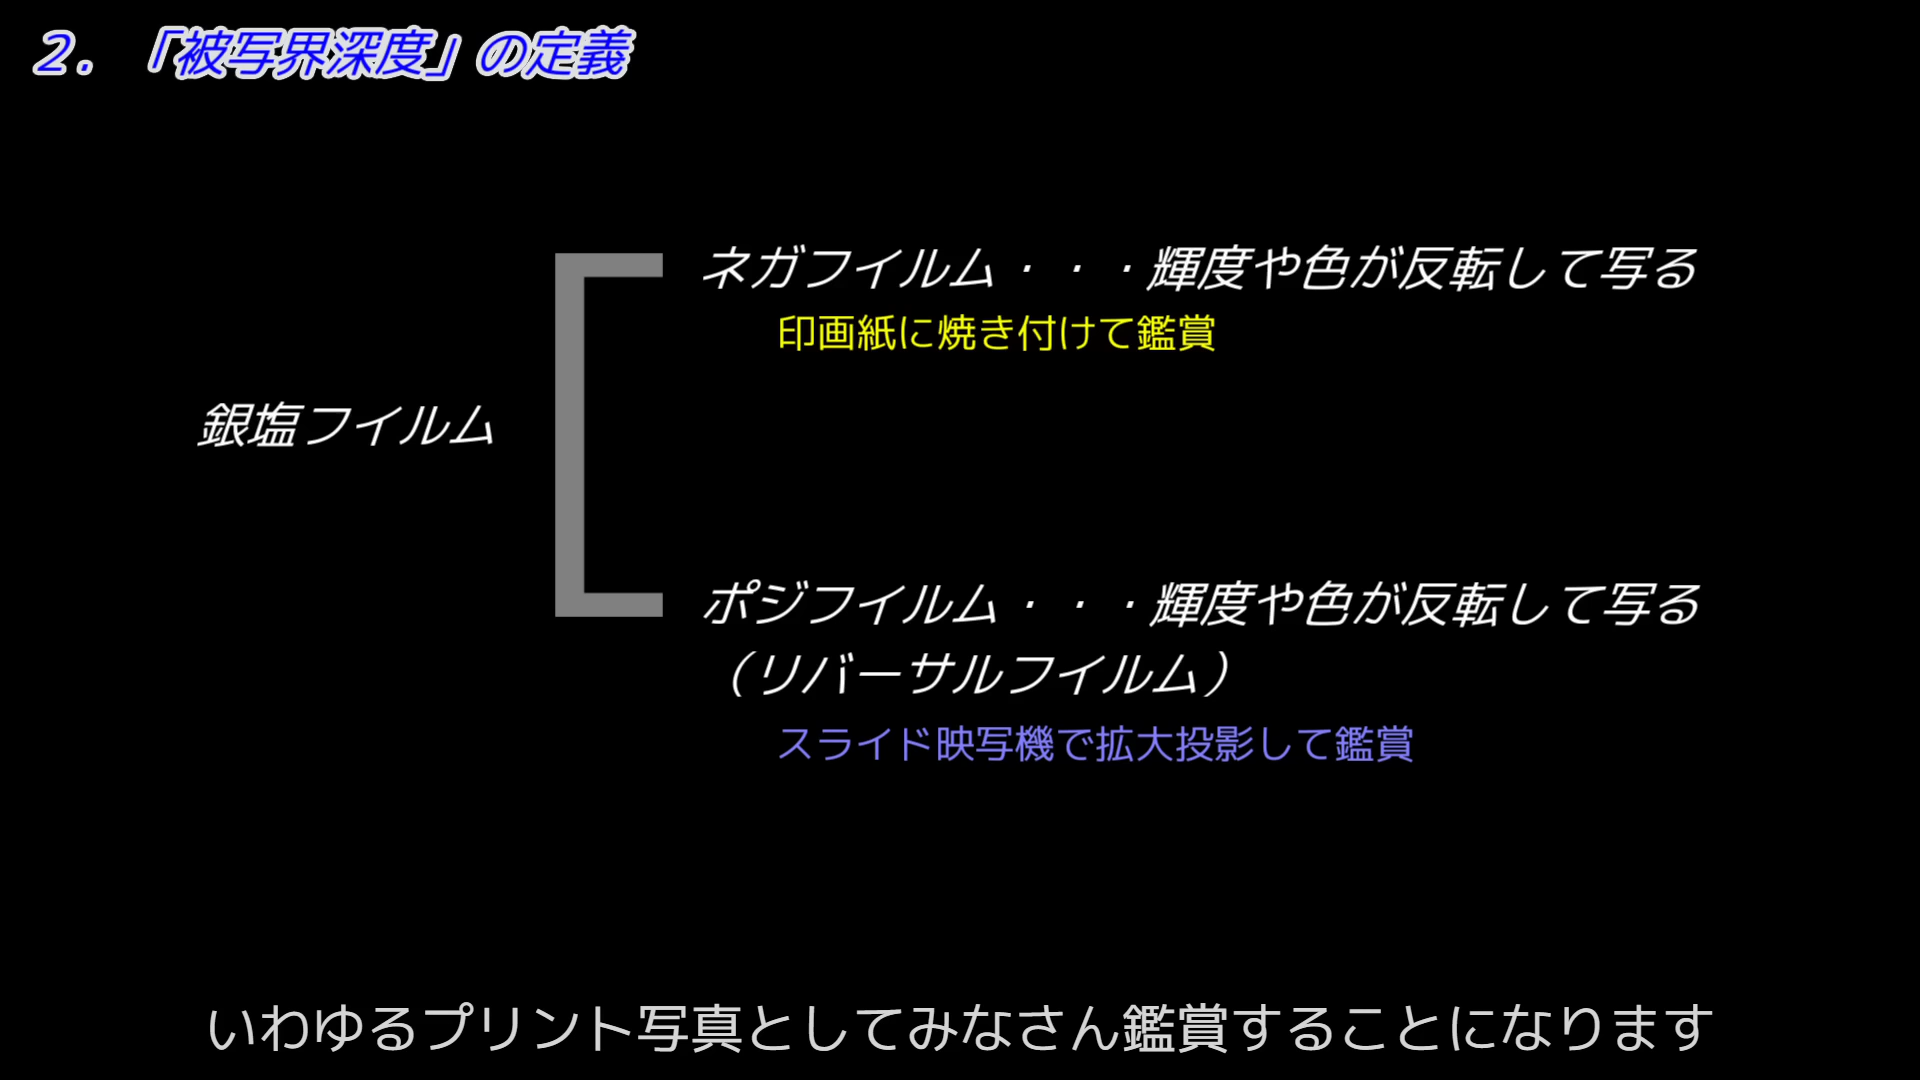 ２．「被写界深度」の定義
ネガフイルム・・・輝度や色が反転して写る
印画紙に焼き付けて鑑賞
銀塩フイルム
ポジフイルム・・・輝度や色が反転して写る
（リバーサルフイルム）
スライド映写機で拡大投影して鑑賞
いわゆるプリント写真としてみなさん鑑賞することになります